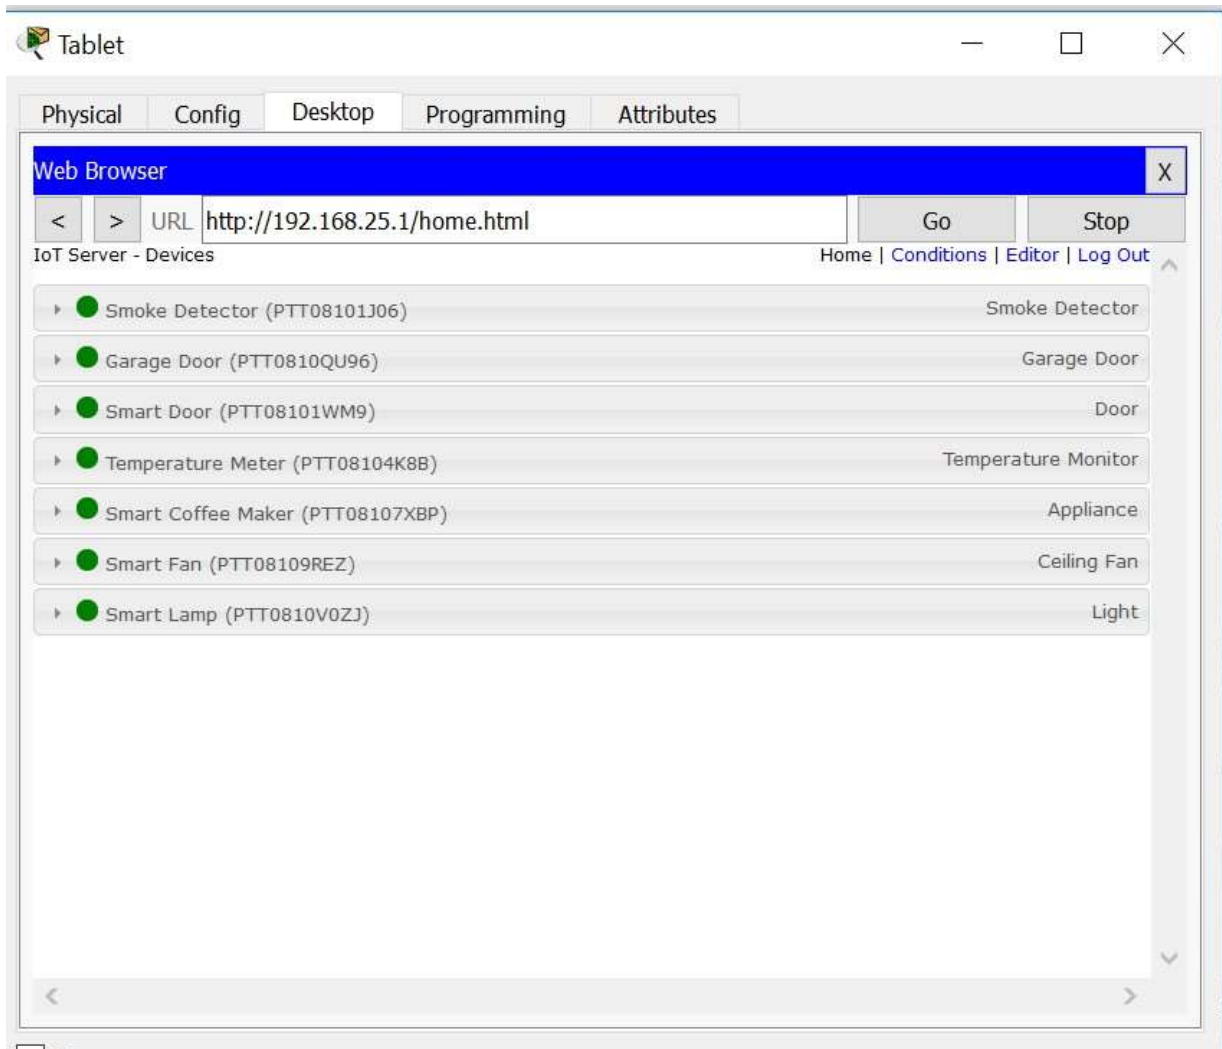 Tablet
Physical Config Desktop Programming Attributes
Web Browser X
< > URL http://192.168.25.1/home.html Go Stop
IoT Server - Devices Home | Conditions | Editor | Log Out
Smoke Detector (PTT08101J06) Smoke Detector
Garage Door (PTT0810QU96) Garage Door
Smart Door (PTT08101WM9) Door
Temperature Meter (PTT08104K8B) Temperature Monitor
Smart Coffee Maker (PTT08107XBP) Appliance
Smart Fan (PTT08109REZ) Ceiling Fan
Smart Lamp (PTT0810V0ZJ) Light